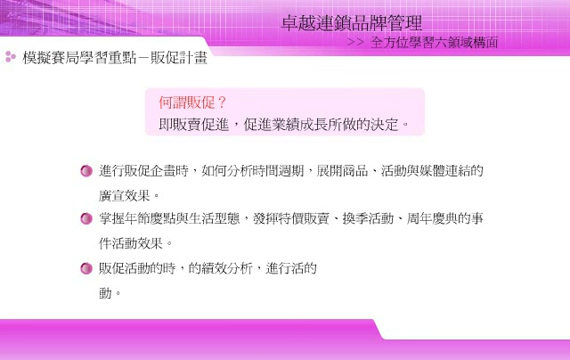 卓越連鎖品牌管理
>> 全方位學習六領域構面
模擬賽局學習重點－販促計畫
何謂販促？
即販賣促進，促進業績成長所做的決定。
進行販促企畫時，如何分析時間週期，展開商品、活動與媒體連結的
廣宣效果。
掌握年節慶點與生活型態，發揮特價販賣、換季活動、周年慶典的事
件活動效果。
販促活動的時，的績效分析，進行活的
動。